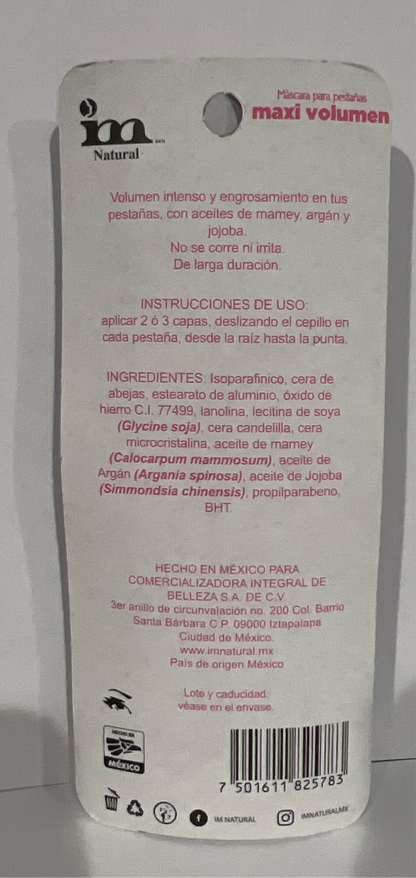 im
Natural
Máscara para pestañas
maxi volumen
Volumen intenso y engrosamiento en tus
pestañas, con aceites de mamey, argán y
jojoba.
No se corre ni irrita.
De larga duración.
INSTRUCCIONES DE USO:
aplicar 2 ó 3 capas, deslizando el cepillo en
cada pestaña, desde la raíz hasta la punta.
INGREDIENTES: Isoparafinico, cera de
abejas, estearato de aluminio, óxido de
hierro C.I. 77499, lanolina, lecitina de soya
(Glycine soja), cera candelilla, cera
microcristalina, aceite de mamey
(Calocarpum mammosum), aceite de
Argán (Argania spinosa), aceite de Jojoba
(Simmondsia chinensis), propilparabeno,
BHT.
HECHO EN MÉXICO PARA
COMERCIALIZADORA INTEGRAL DE
BELLEZA S.A. DE C.V.
3er anillo de circunvalación no. 200 Col. Barrio
Santa Bárbara C.P. 09000 Iztapalapa
Ciudad de México.
www.imnatural.mx
País de origen México
Lote y caducidad:
véase en el envase.
HECHO EN
MÉXICO
7 501611 825783
IM NATURAL
IMNATURALMX